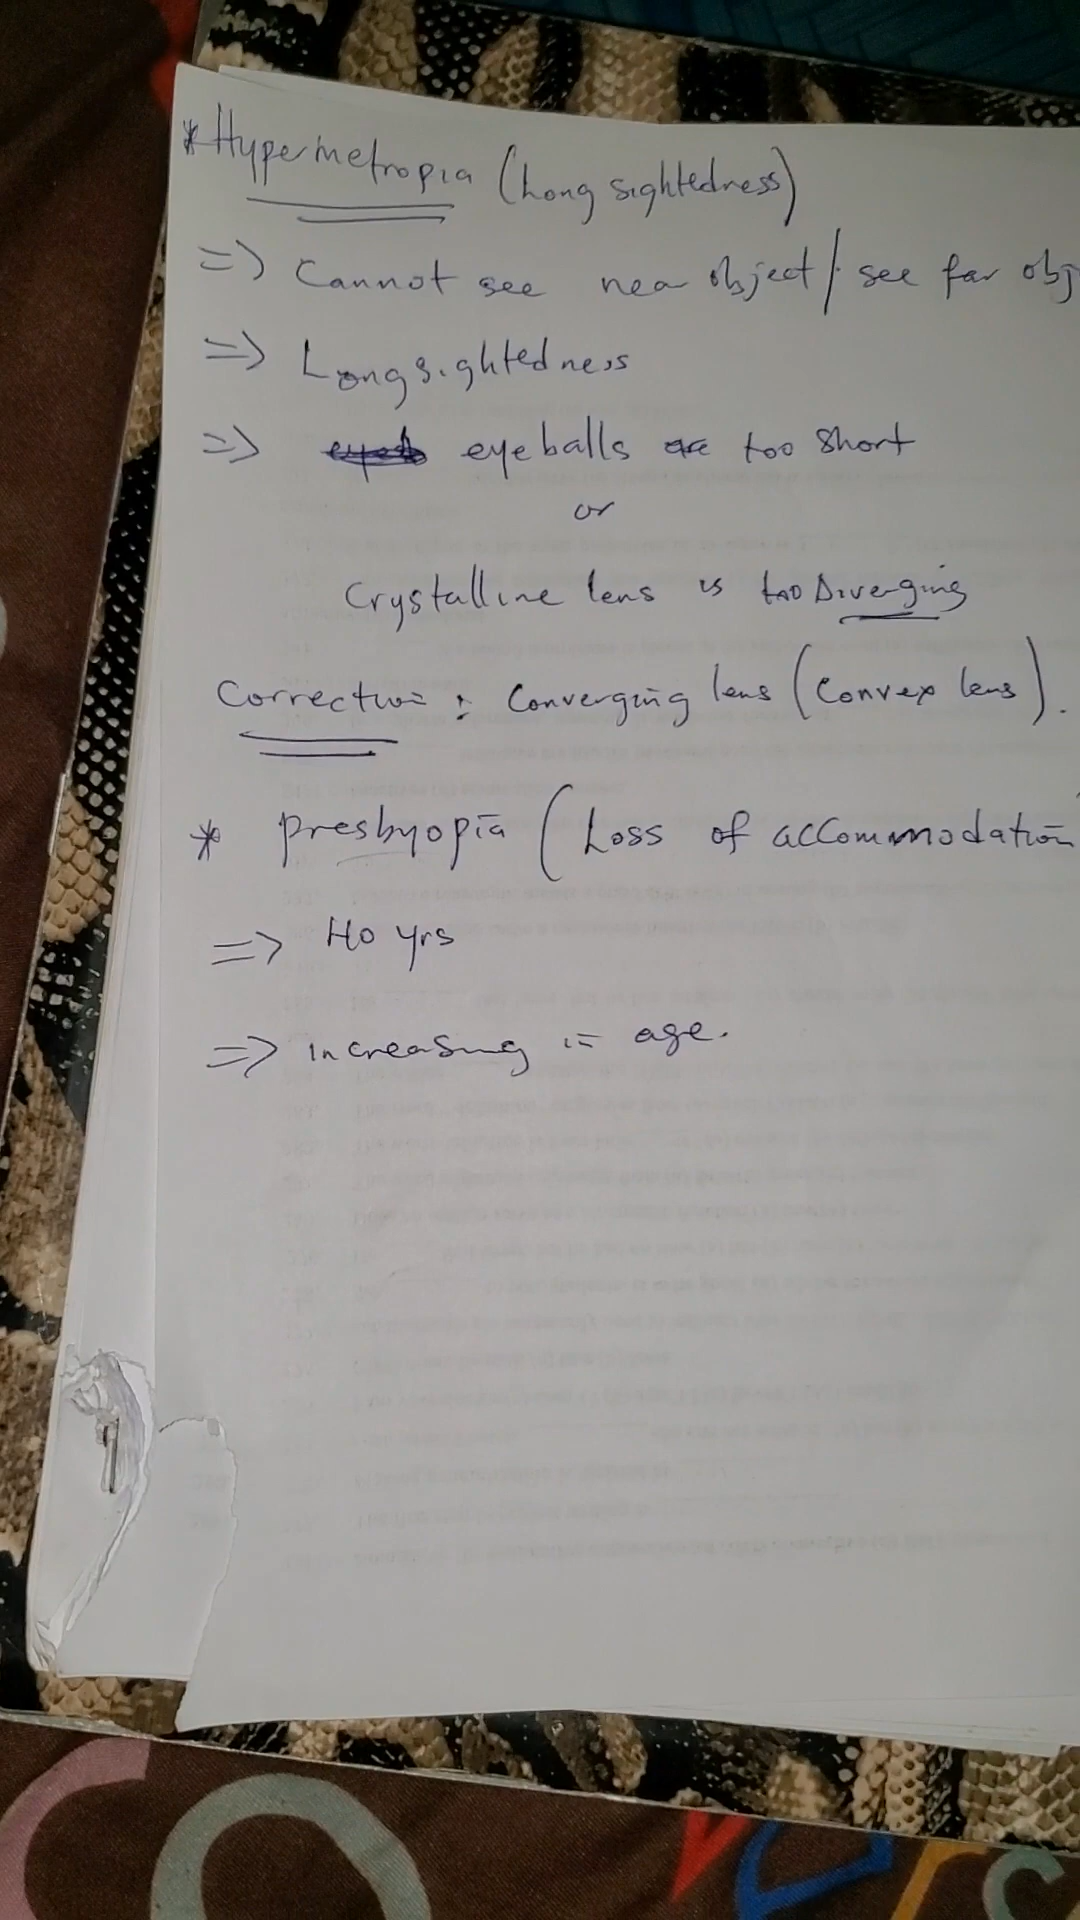 * Hypermetropia (Long sightedness)
=> Cannot see near object / see far obj
=> Longsightedness
=> eyeballs are too short
or
Crystalline lens is too Diverging
Correction : Converging lens (Convex lens).
* Presbyopia (Loss of accommodation
=> 40 yrs
=> increasing in age.